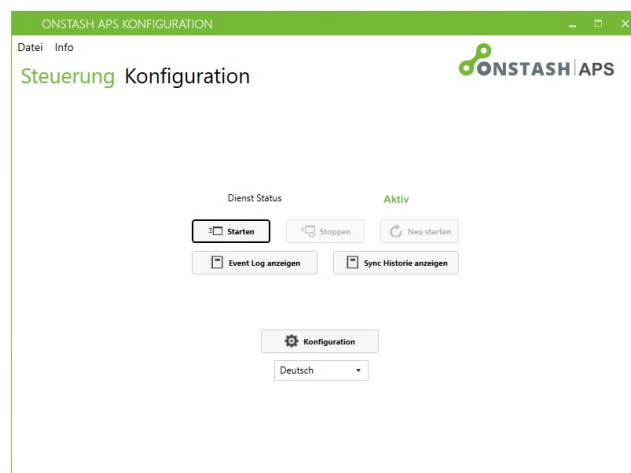 ONSTASH APS KONFIGURATION
Datei Info
ONSTASH APS
Steuerung Konfiguration
Dienst Status Aktiv
Starten Stoppen Neu starten
Event Log anzeigen Sync Historie anzeigen
Konfiguration
Deutsch